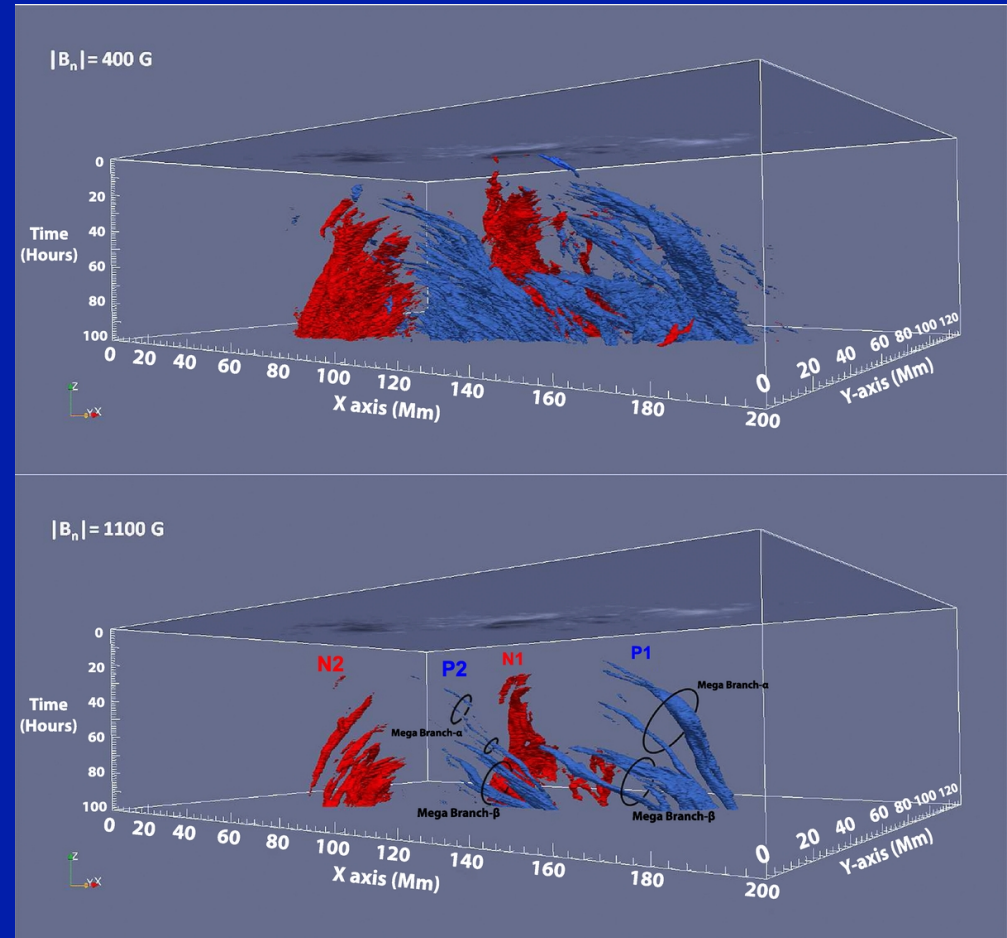 |Bn|= 400 G
0
20
40
60
80
100
Time
(Hours)
0 20 40 60 80 100 120 140 160 180 200
X axis (Mm)
0 20 40 60 80 100 120
Y-axis (Mm)
Z
Y X
|Bn|= 1100 G
N2 P2 N1 P1
Mega Branch-α
Mega Branch-α
Mega Branch-β
Mega Branch-β
0
20
40
60
80
100
Time
(Hours)
0 20 40 60 80 100 120 140 160 180 200
X axis (Mm)
0 20 40 60 80 100 120
Y-axis (Mm)
Z
Y X